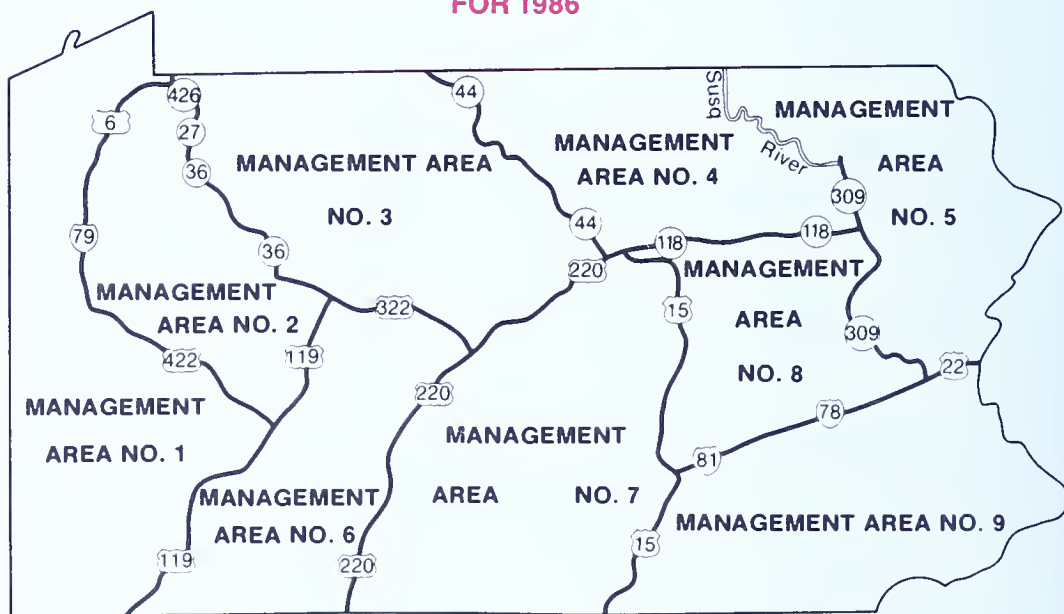 FOR 1986
426
6
27
36
79
36
MANAGEMENT AREA
NO. 3
44
44
MANAGEMENT
AREA NO. 4
Susq
River
MANAGEMENT
AREA
NO. 5
309
118
118
220
MANAGEMENT
AREA NO. 2
322
422
119
MANAGEMENT
AREA
NO. 8
15
309
22
78
81
MANAGEMENT
AREA NO. 1
220
MANAGEMENT
AREA NO. 7
MANAGEMENT
AREA NO. 6
119
220
15
MANAGEMENT AREA NO. 9